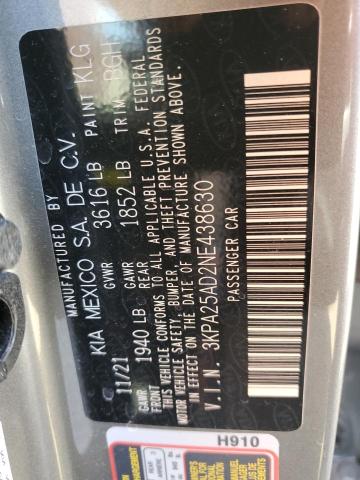 MANUFACTURED BY
KIA MEXICO S.A. DE C.V.
GVWR PAINT KLG
11/21 3616 LB
GAWR FRONT 1940 LB GAWR REAR 1852 LB TRIM BGH
THIS VEHICLE CONFORMS TO ALL APPLICABLE U.S.A. FEDERAL
MOTOR VEHICLE SAFETY, BUMPER, AND THEFT PREVENTION STANDARDS
IN EFFECT ON THE DATE OF MANUFACTURE SHOWN ABOVE.
V.I.N. 3KPA25AD2NE438630
PASSENGER CAR
H910